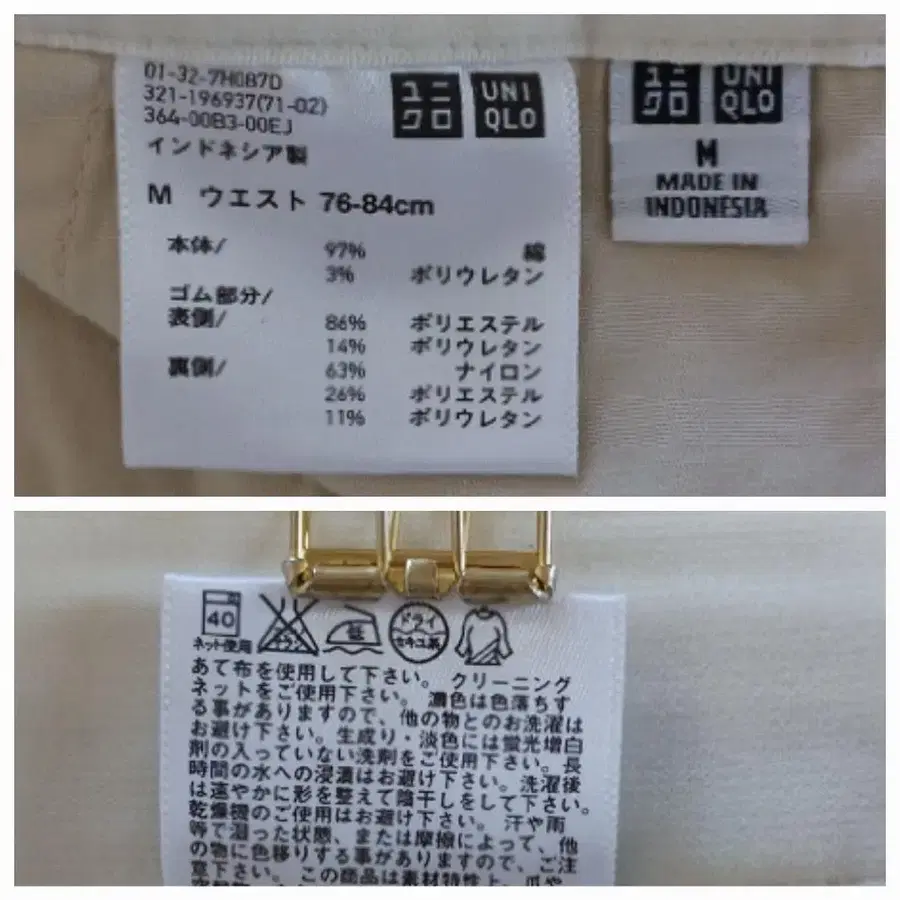 01-32-7H087D
321-196937(71-02)
364-00B3-00EJ
インドネシア製
ユニクロ
UNIQLO
M ウエスト 76-84cm
本体/ 97% 綿
3% ポリウレタン
ゴム部分/
表側/ 86% ポリエステル
14% ポリウレタン
裏側/ 63% ナイロン
26% ポリエステル
11% ポリウレタン
ユニクロ
UNIQLO
M
MADE IN
INDONESIA
40
ネット使用
低
ドライ
セキユ系
あて布を使用して下さい。クリーニング
ネットをご使用下さい。濃色は色落ちす
る事がありますので、他の物とのお洗濯は
お避け下さい。生成り・淡色には蛍光増白
剤の入っていない洗剤をご使用下さい。長
時間の水への浸漬はお避け下さい。洗濯後
は速やかに形を整えて陰干しをして下さい。
乾燥機のご使用はお避け下さい。汗や雨
等で湿った状態、または摩擦によって、他
の物に色移りする事がありますので、ご注
意下さい。この商品は素材特性上、